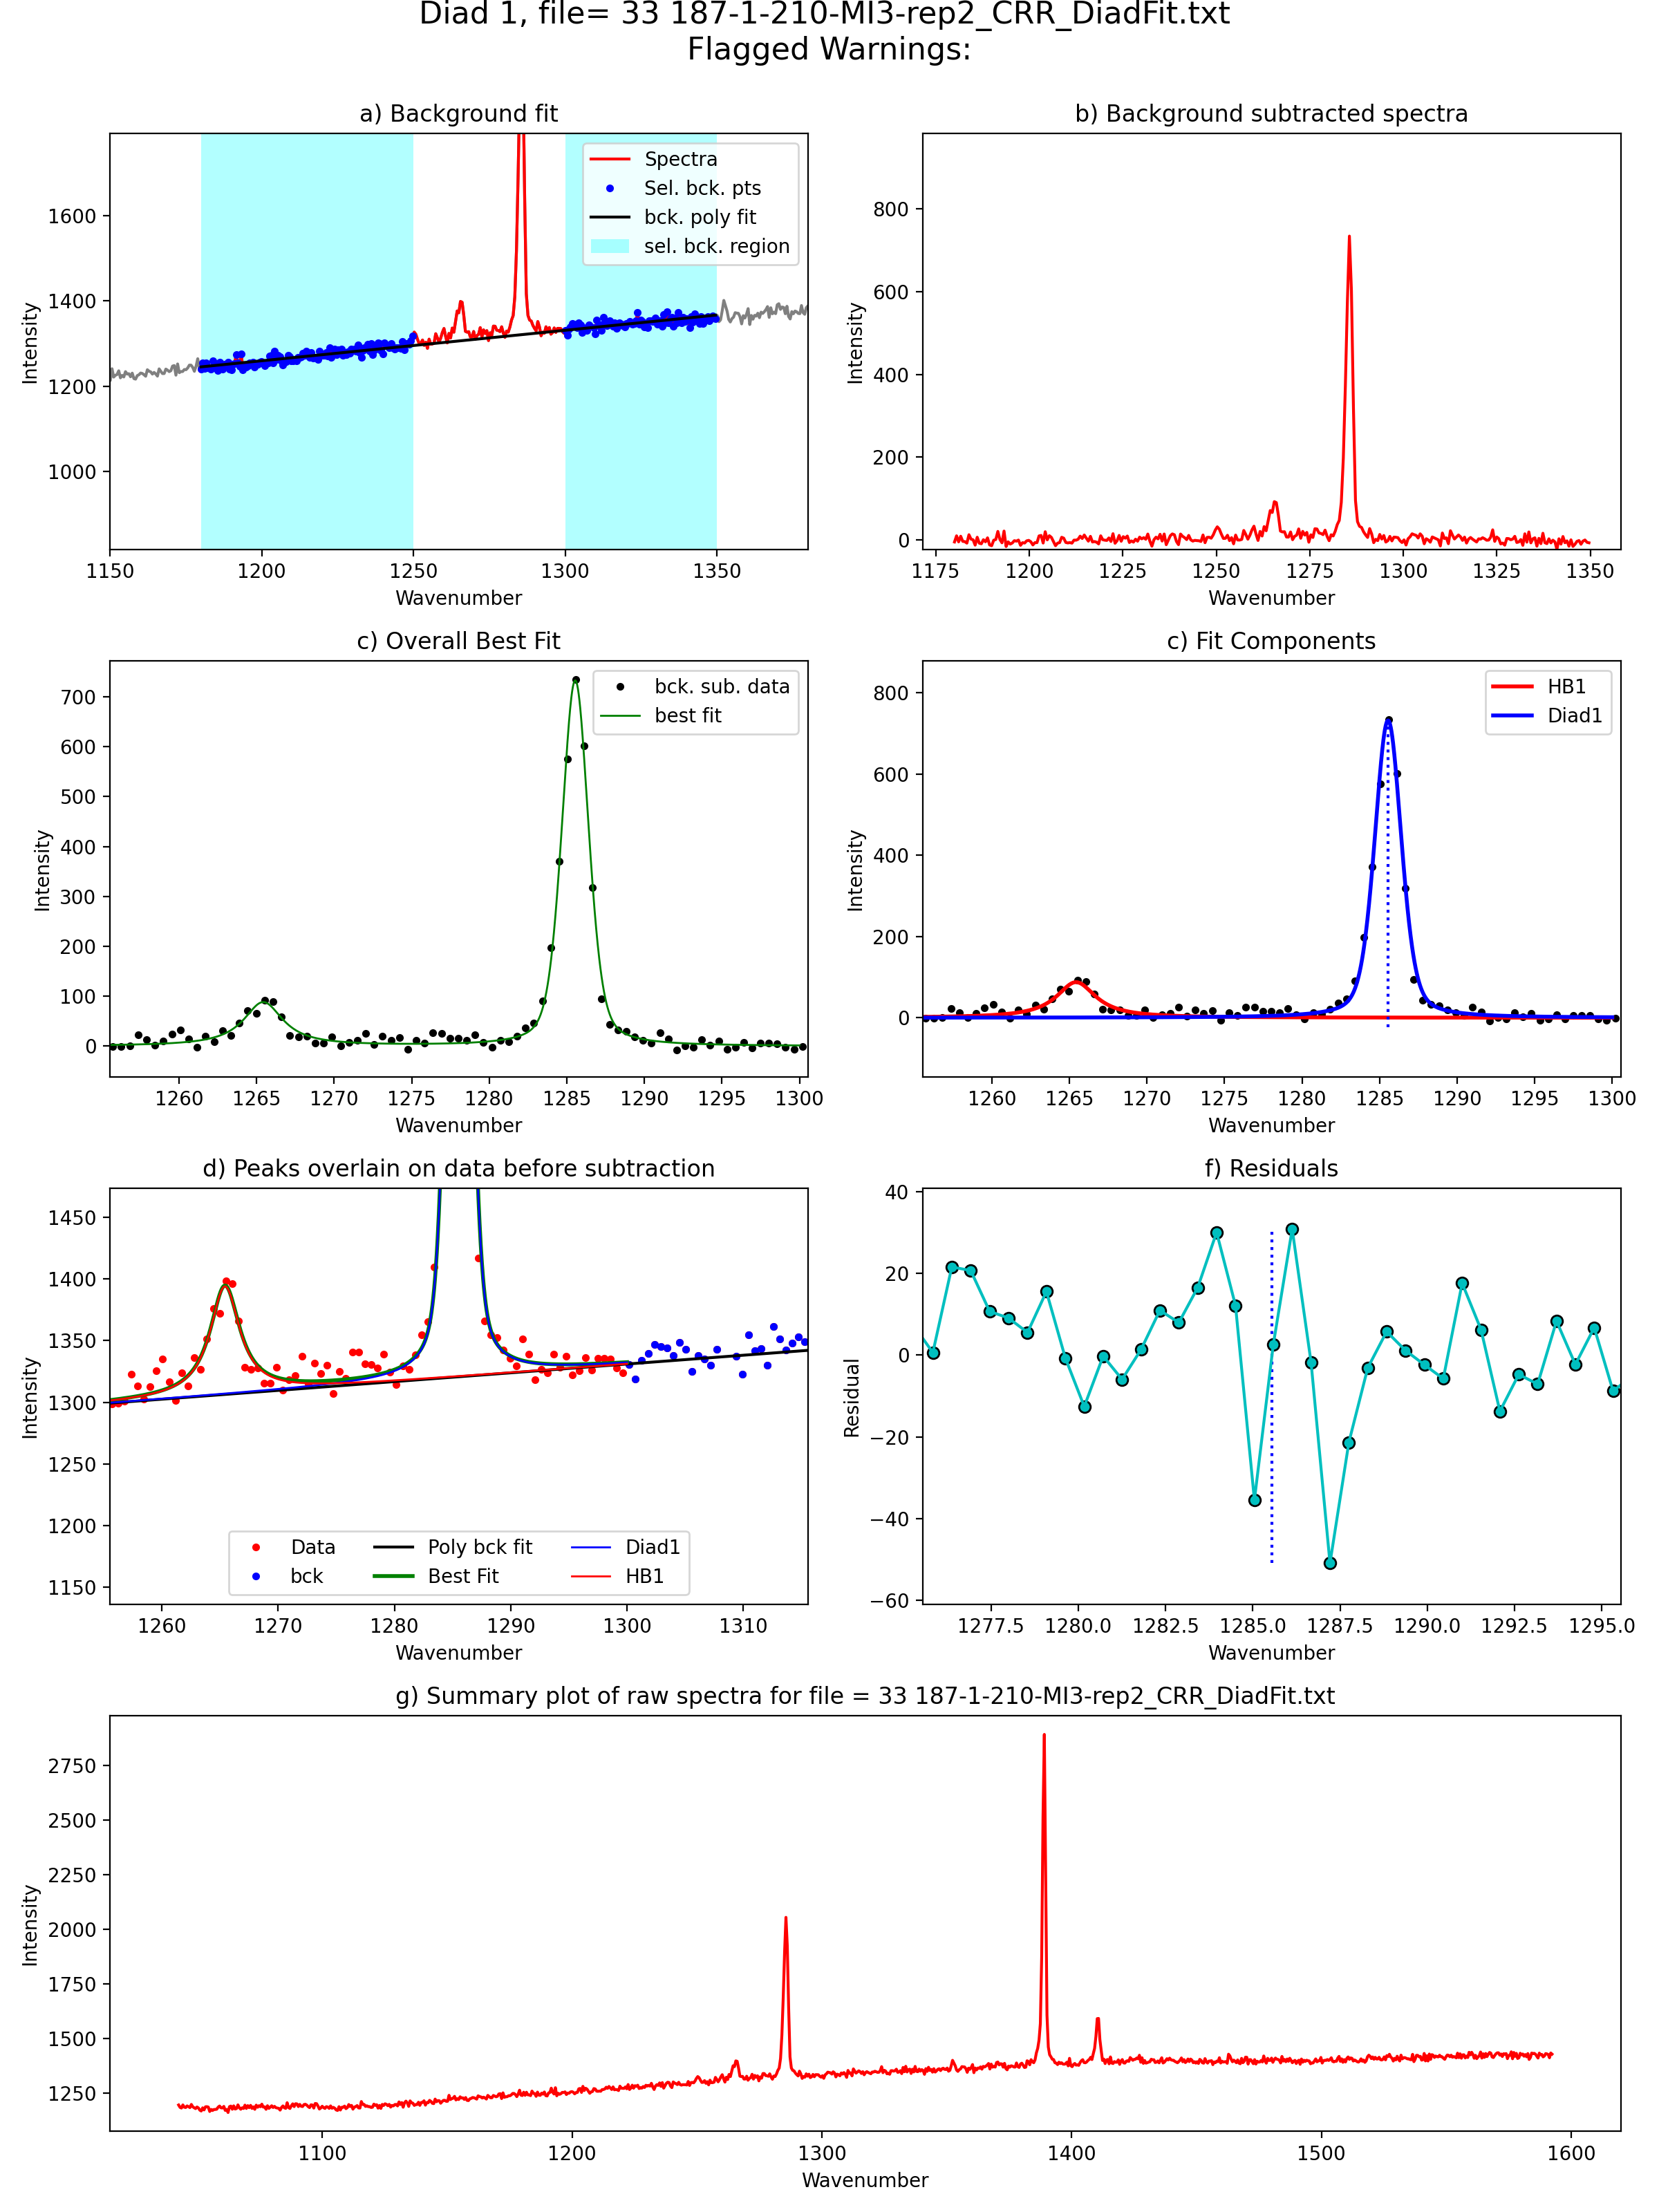 Diad 1, file= 33 187-1-210-MI3-rep2_CRR_DiadFit.txt
Flagged Warnings:
a) Background fit
Intensity
1600
1400
1200
1000
Spectra
Sel. bck. pts
bck. poly fit
sel. bck. region
1150 1200 1250 1300 1350
Wavenumber
b) Background subtracted spectra
Intensity
800
600
400
200
0
1175 1200 1225 1250 1275 1300 1325 1350
Wavenumber
c) Overall Best Fit
Intensity
700
600
500
400
300
200
100
0
bck. sub. data
best fit
1260 1265 1270 1275 1280 1285 1290 1295 1300
Wavenumber
c) Fit Components
Intensity
800
600
400
200
0
HB1
Diad1
1260 1265 1270 1275 1280 1285 1290 1295 1300
Wavenumber
d) Peaks overlain on data before subtraction
Intensity
1450
1400
1350
1300
1250
1200
1150
Data Poly bck fit Diad1
bck Best Fit HB1
1260 1270 1280 1290 1300 1310
Wavenumber
f) Residuals
Residual
40
20
0
−20
−40
−60
1277.5 1280.0 1282.5 1285.0 1287.5 1290.0 1292.5 1295.0
Wavenumber
g) Summary plot of raw spectra for file = 33 187-1-210-MI3-rep2_CRR_DiadFit.txt
Intensity
2750
2500
2250
2000
1750
1500
1250
1100 1200 1300 1400 1500 1600
Wavenumber